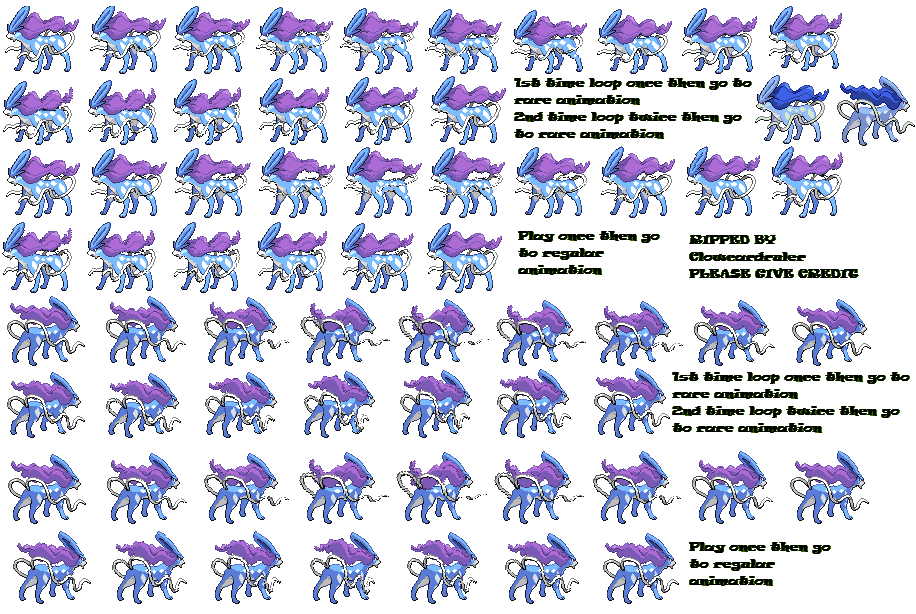 1st time loop once then go to
rare animation
2nd time loop twice then go
to rare animation
Play once then go
to regular
animation
RIPPED BY
Clowcardruler
PLEASE GIVE CREDIT
1st time loop once then go to
rare animation
2nd time loop twice then go
to rare animation
Play once then go
to regular
animation